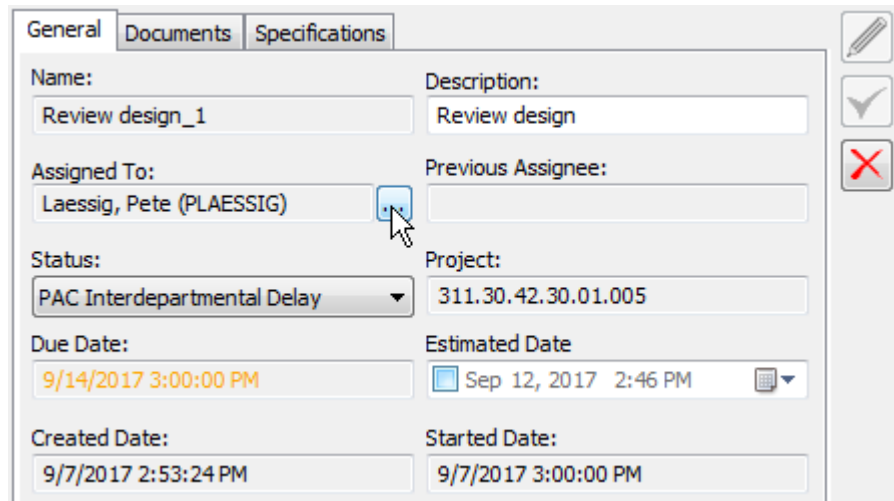 General Documents Specifications
Name: Description:
Review design_1 Review design
Assigned To: Previous Assignee:
Laessig, Pete (PLAESSIG) ...
Status: Project:
PAC Interdepartmental Delay 311.30.42.30.01.005
Due Date: Estimated Date
9/14/2017 3:00:00 PM Sep 12, 2017 2:46 PM
Created Date: Started Date:
9/7/2017 2:53:24 PM 9/7/2017 3:00:00 PM